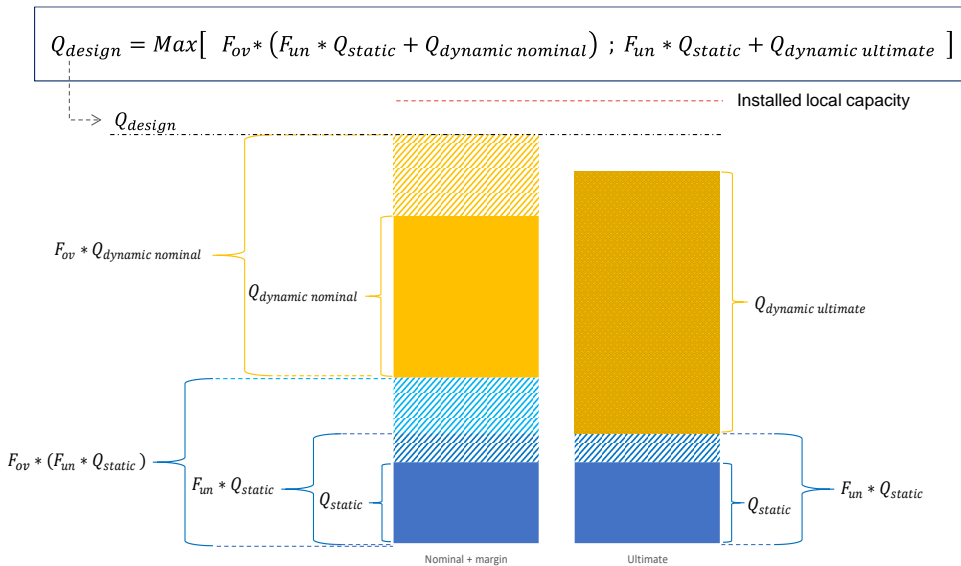 Q_design = Max[ F_ov * (F_un * Q_static + Q_dynamic nominal) ; F_un * Q_static + Q_dynamic ultimate ]
Installed local capacity
Q_design
F_ov * Q_dynamic nominal
Q_dynamic nominal
Q_dynamic ultimate
F_ov * (F_un * Q_static)
F_un * Q_static
Q_static
Q_static
F_un * Q_static
Nominal + margin
Ultimate